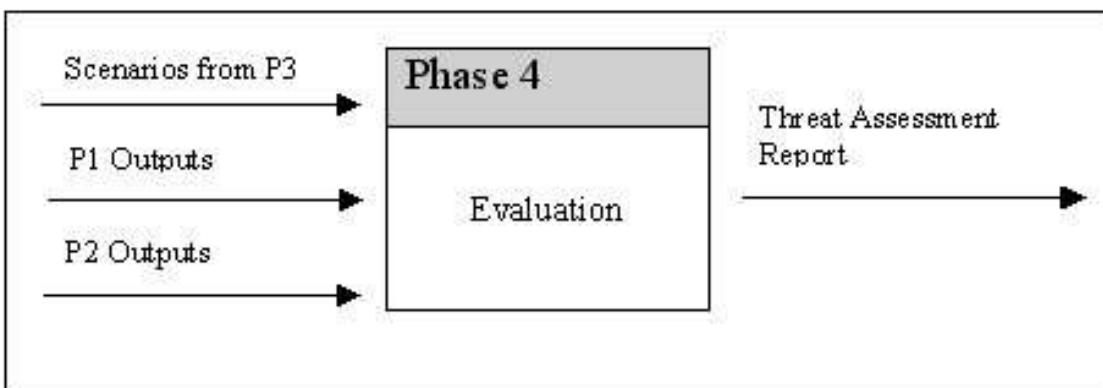 Scenarios from P3
P1 Outputs
P2 Outputs
Phase 4
Evaluation
Threat Assessment
Report